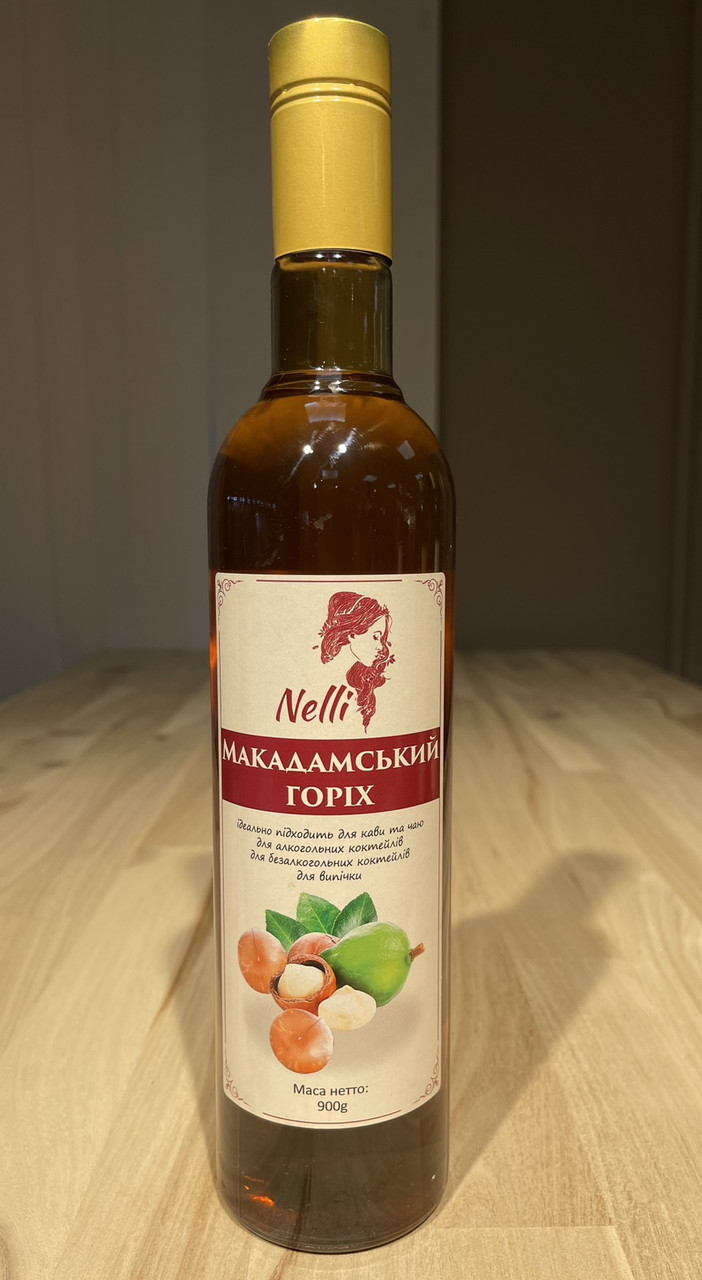 Nelli
МАКАДАМСЬКИЙ
ГОРІХ
ідеально підходить для кави та чаю
для алкогольних коктейлів
для безалкогольних коктейлів
для випічки
Маса нетто:
900g